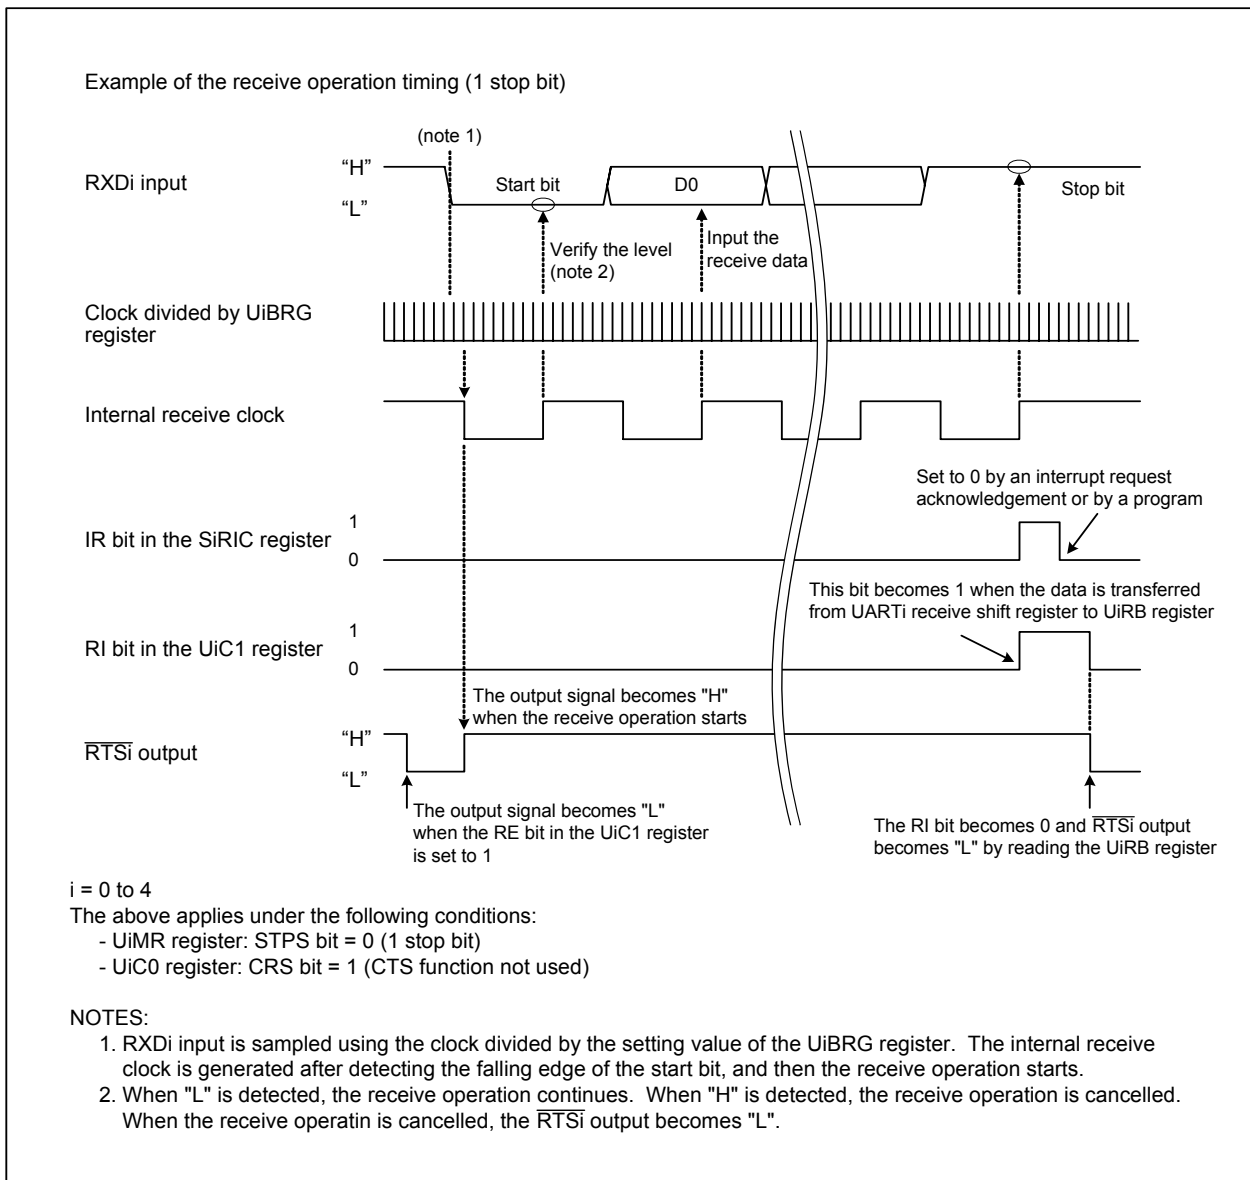 Example of the receive operation timing (1 stop bit)
(note 1)
RXDi input
“H”
“L”
Start bit
D0
Stop bit
Verify the level
(note 2)
Input the
receive data
Clock divided by UiBRG
register
Internal receive clock
Set to 0 by an interrupt request
acknowledgement or by a program
IR bit in the SiRIC register
1
0
This bit becomes 1 when the data is transferred
from UARTi receive shift register to UiRB register
RI bit in the UiC1 register
1
0
The output signal becomes "H"
when the receive operation starts
RTSi output
“H”
“L”
The output signal becomes "L"
when the RE bit in the UiC1 register
is set to 1
The RI bit becomes 0 and RTSi output
becomes "L" by reading the UiRB register
i = 0 to 4
The above applies under the following conditions:
- UiMR register: STPS bit = 0 (1 stop bit)
- UiC0 register: CRS bit = 1 (CTS function not used)
NOTES:
1. RXDi input is sampled using the clock divided by the setting value of the UiBRG register. The internal receive
clock is generated after detecting the falling edge of the start bit, and then the receive operation starts.
2. When "L" is detected, the receive operation continues. When "H" is detected, the receive operation is cancelled.
When the receive operatin is cancelled, the RTSi output becomes "L".